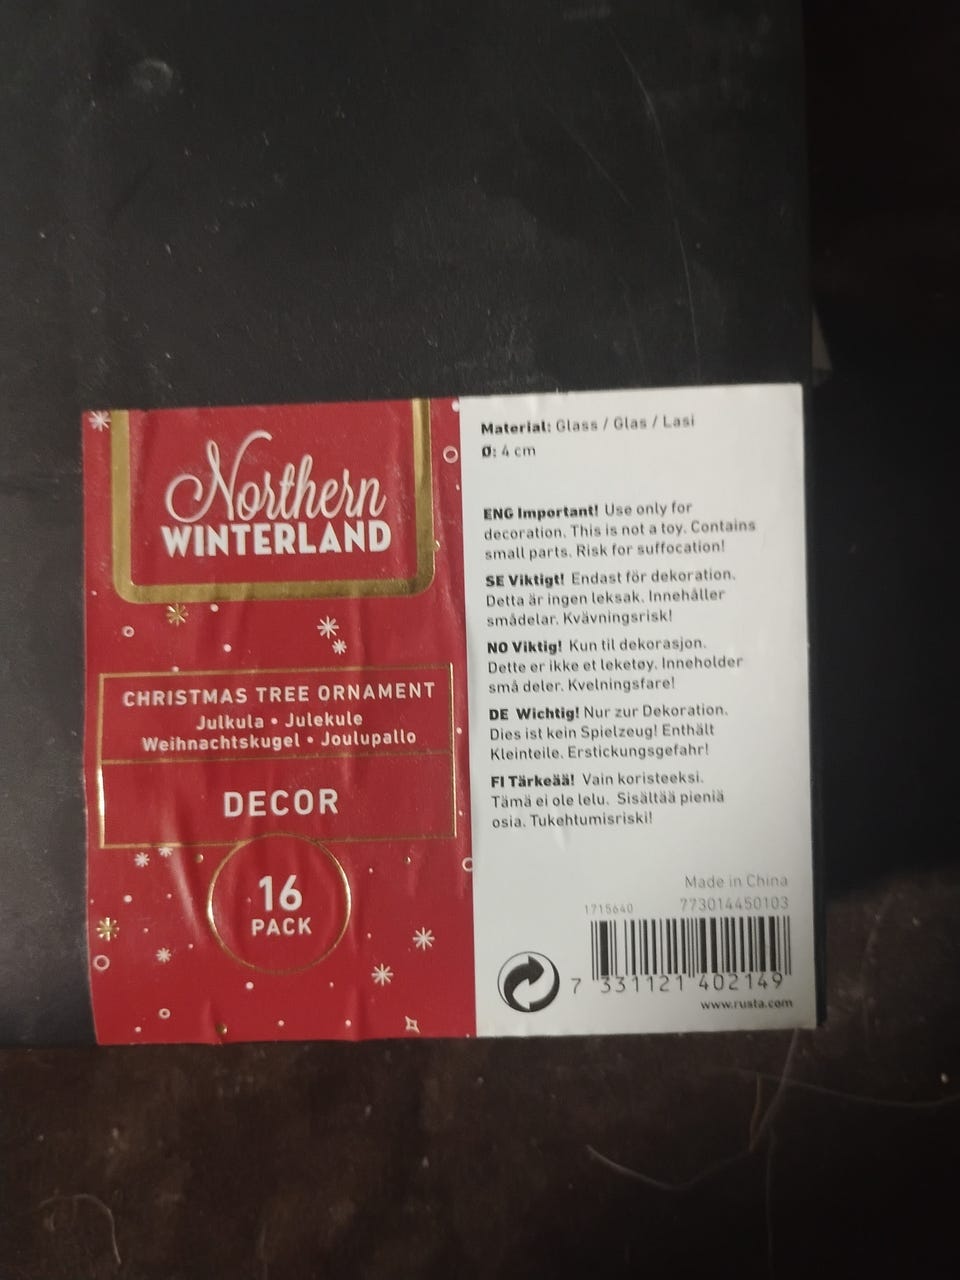 Northern
WINTERLAND
CHRISTMAS TREE ORNAMENT
Julkula • Julekule
Weihnachtskugel • Joulupallo
DECOR
16
PACK
Material: Glass / Glas / Lasi
Ø: 4 cm
ENG Important! Use only for
decoration. This is not a toy. Contains
small parts. Risk for suffocation!
SE Viktigt! Endast för dekoration.
Detta är ingen leksak. Innehåller
smådelar. Kvävningsrisk!
NO Viktig! Kun til dekorasjon.
Dette er ikke et leketøy. Inneholder
små deler. Kvelningsfare!
DE Wichtig! Nur zur Dekoration.
Dies ist kein Spielzeug! Enthält
Kleinteile. Erstickungsgefahr!
FI Tärkeää! Vain koristeeksi.
Tämä ei ole lelu. Sisältää pieniä
osia. Tukehtumisriski!
Made in China
1715640 773014450103
7 331121 402149
www.rusta.com